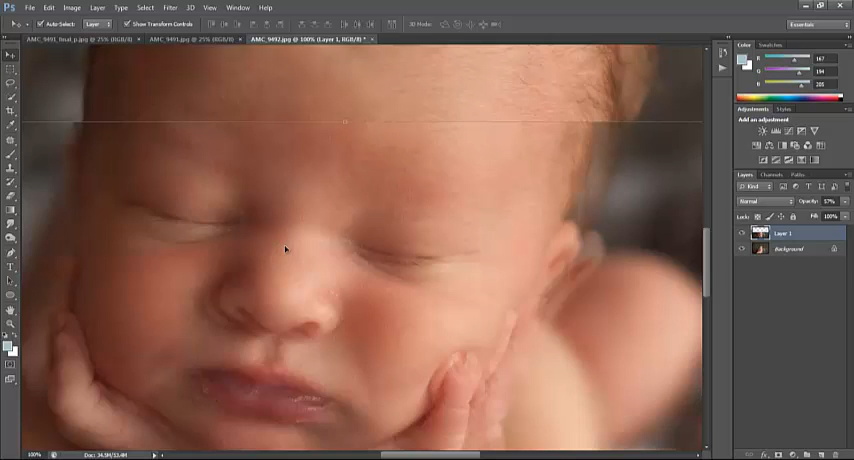 Ps File Edit Image Layer Type Select Filter 3D View Window Help
Auto-Select: Layer Show Transform Controls 3D Mode: Essentials
AMC_9491_final_p.jpg @ 25% (RGB/8) × AMC_9491.jpg @ 25% (RGB/8) × AMC_9492.jpg @ 100% (Layer 1, RGB/8) * ×
Color Swatches
R 167
G 194
B 205
Adjustments Styles
Add an adjustment
Layers Channels Paths
Kind
Normal Opacity: 57%
Lock: Fill: 100%
Layer 1
Background
100% Doc: 34.5M/53.4M